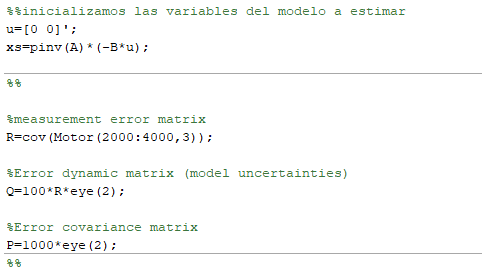 %%inicializamos las variables del modelo a estimar
u=[0 0]';
xs=pinv(A)*(-B*u);
%%
%measurement error matrix
R=cov(Motor(2000:4000,3));
%Error dynamic matrix (model uncertainties)
Q=100*R*eye(2);
%Error covariance matrix
P=1000*eye(2);
%%